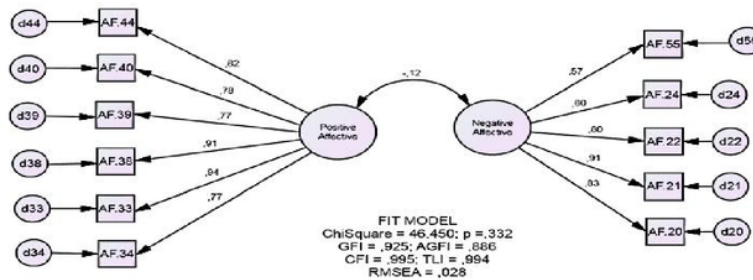 d44 AF.44
d40 AF.40
d39 AF.39
d38 AF.38
d33 AF.33
d34 AF.34
,82
,78
,77
,91
,94
,77
Positive
Affective
-,12
Negative
Affective
,57
,80
,91
,83
AF.55
AF.24 d24
AF.22 d22
AF.21 d21
AF.20 d20
FIT MODEL
ChiSquare = 46,450; p =,332
GFI = ,925; AGFI = ,886
CFI = ,995; TLI = ,994
RMSEA = ,028